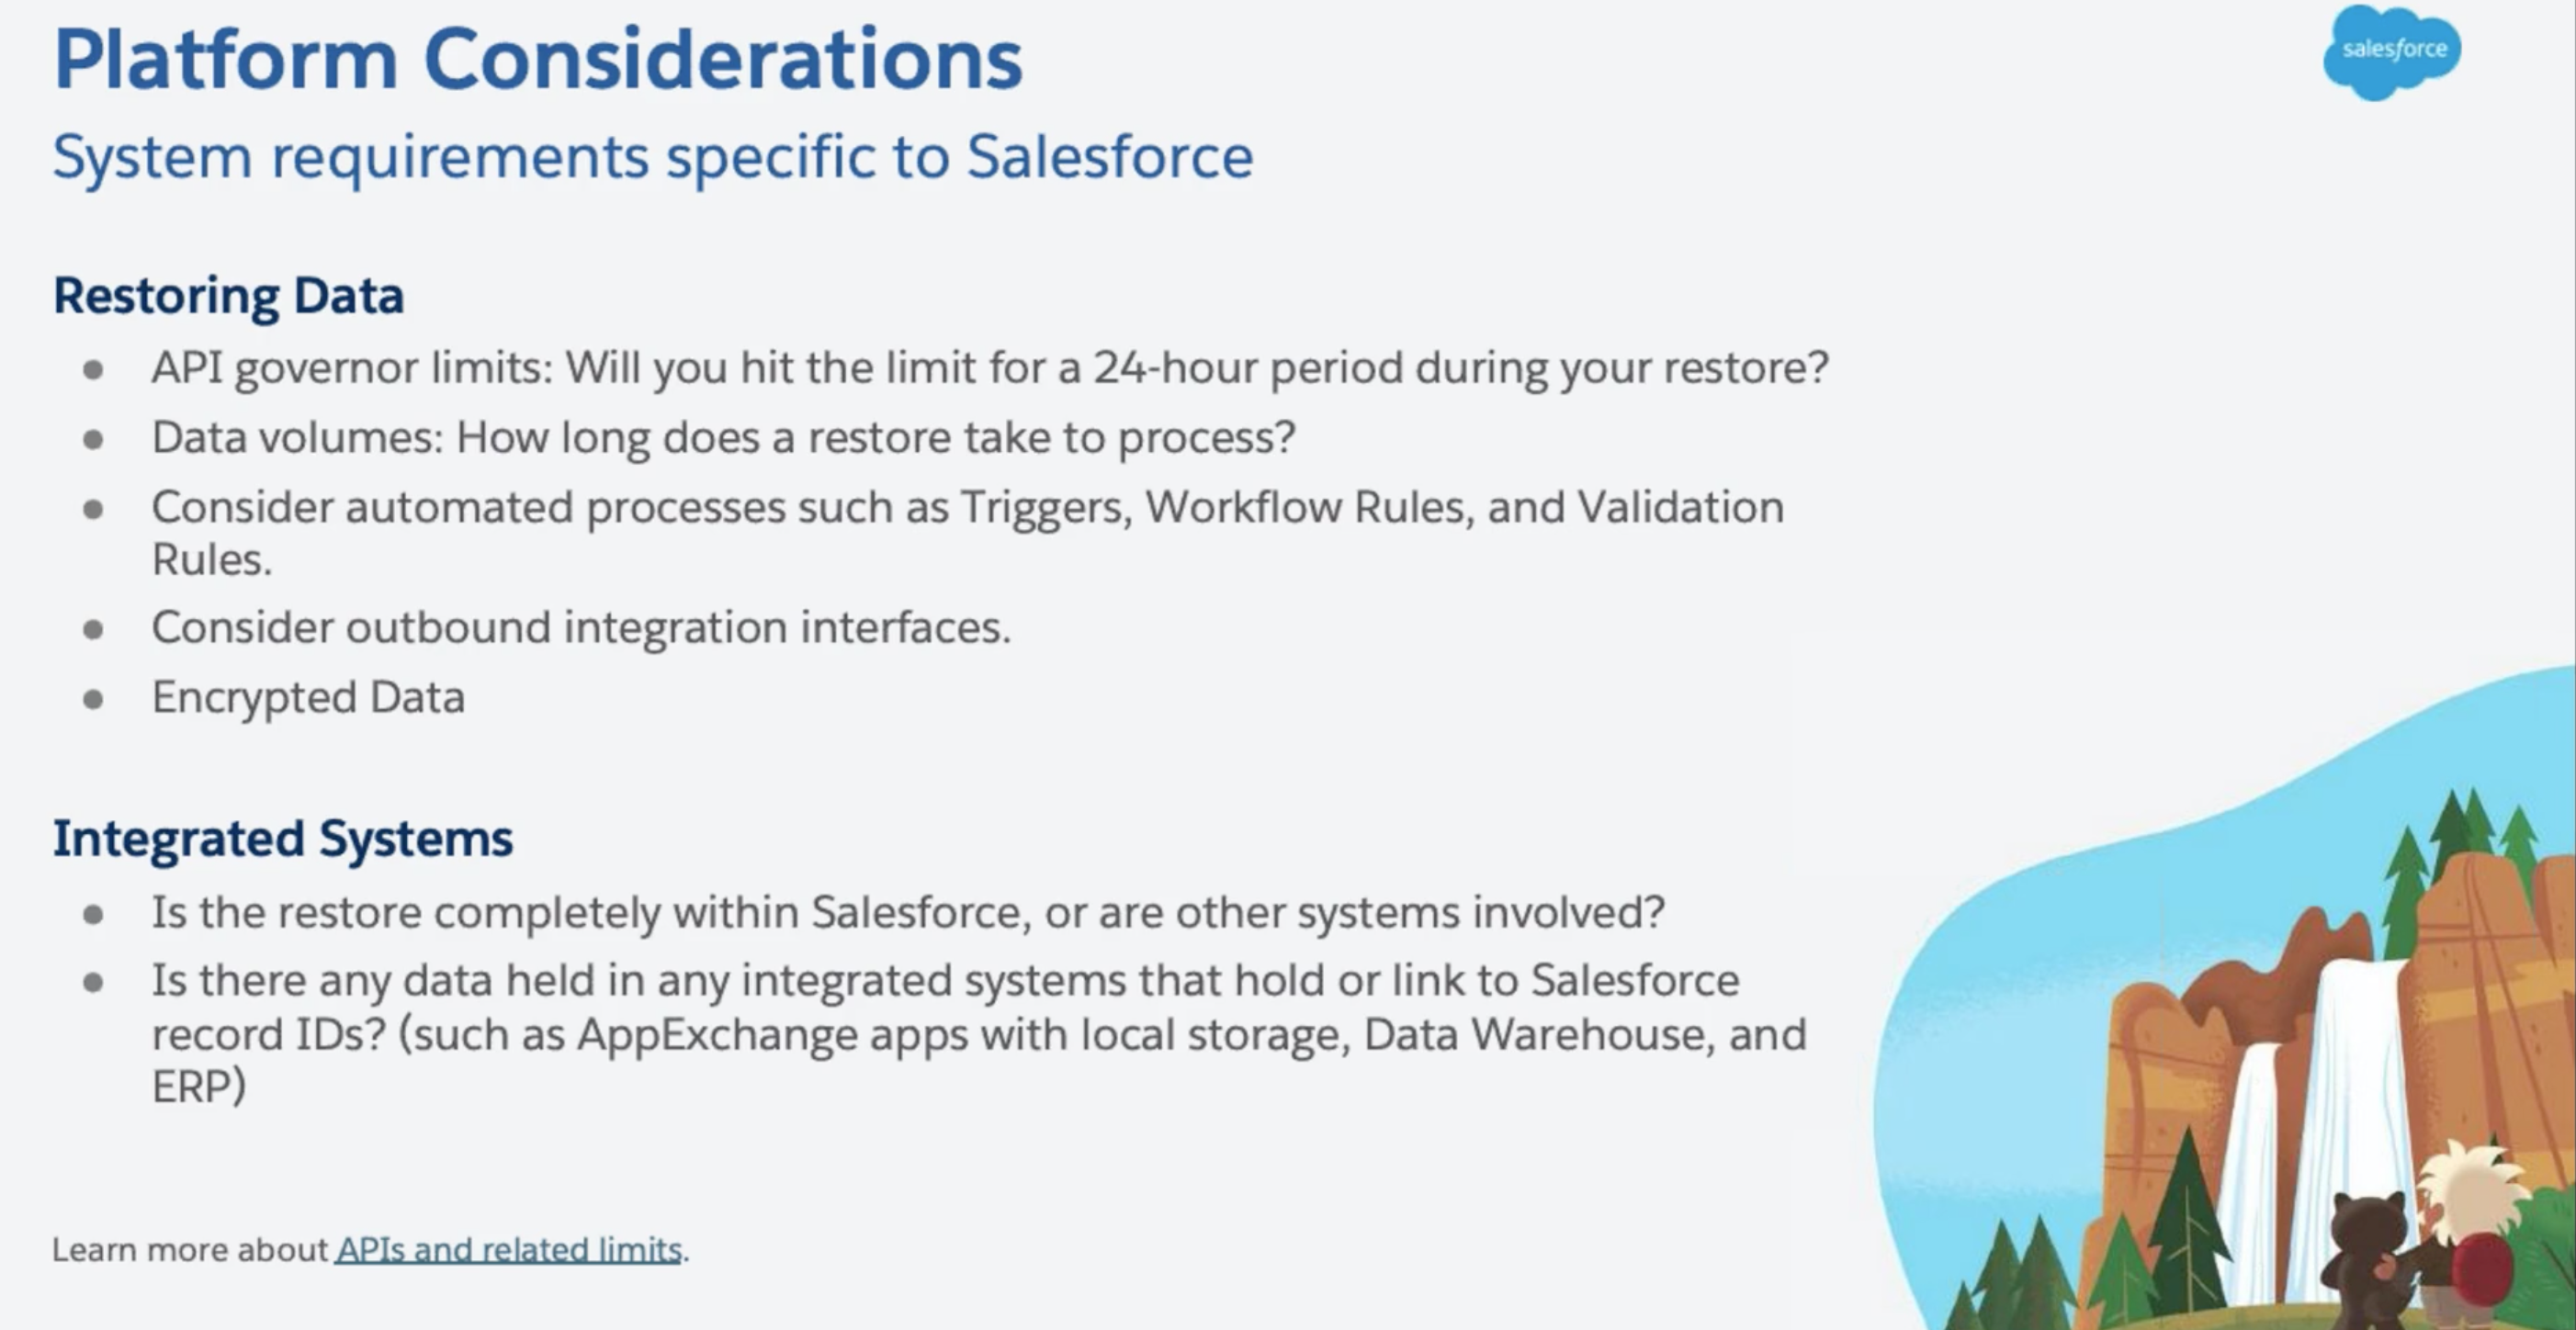 Platform Considerations
salesforce
System requirements specific to Salesforce
Restoring Data
● API governor limits: Will you hit the limit for a 24-hour period during your restore?
● Data volumes: How long does a restore take to process?
● Consider automated processes such as Triggers, Workflow Rules, and Validation
Rules.
● Consider outbound integration interfaces.
● Encrypted Data
Integrated Systems
● Is the restore completely within Salesforce, or are other systems involved?
● Is there any data held in any integrated systems that hold or link to Salesforce
record IDs? (such as AppExchange apps with local storage, Data Warehouse, and
ERP)
Learn more about APIs and related limits.